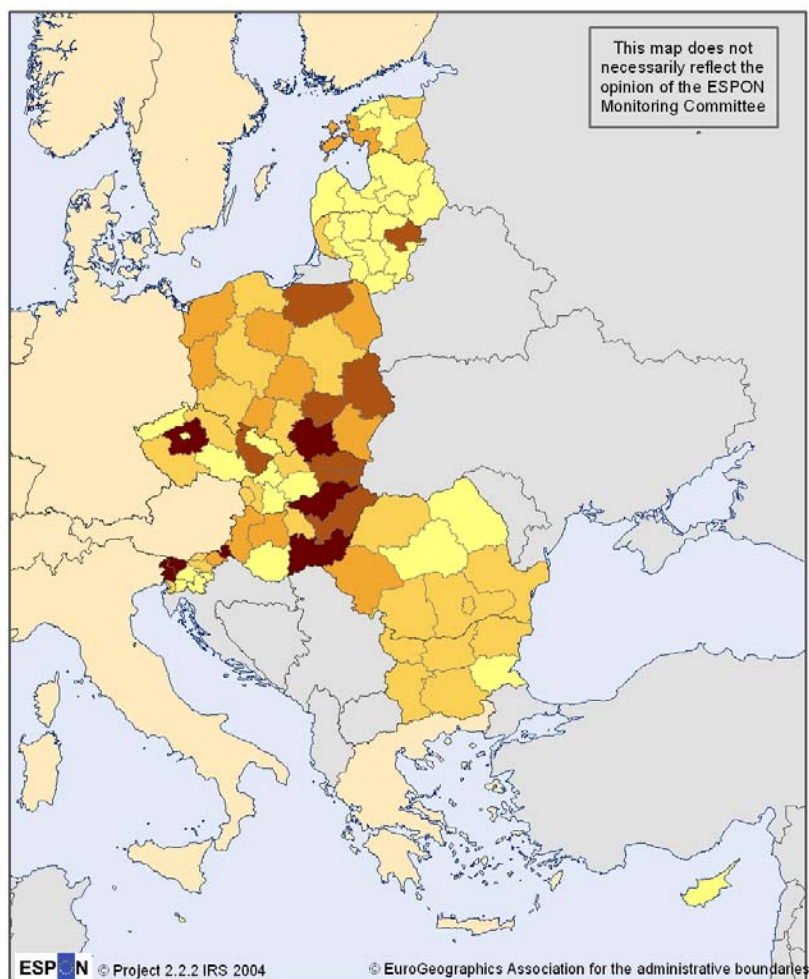 This map does not
necessarily reflect the
opinion of the ESPON
Monitoring Committee
ESPON © Project 2.2.2 IRS 2004
© EuroGeographics Association for the administrative boundaries